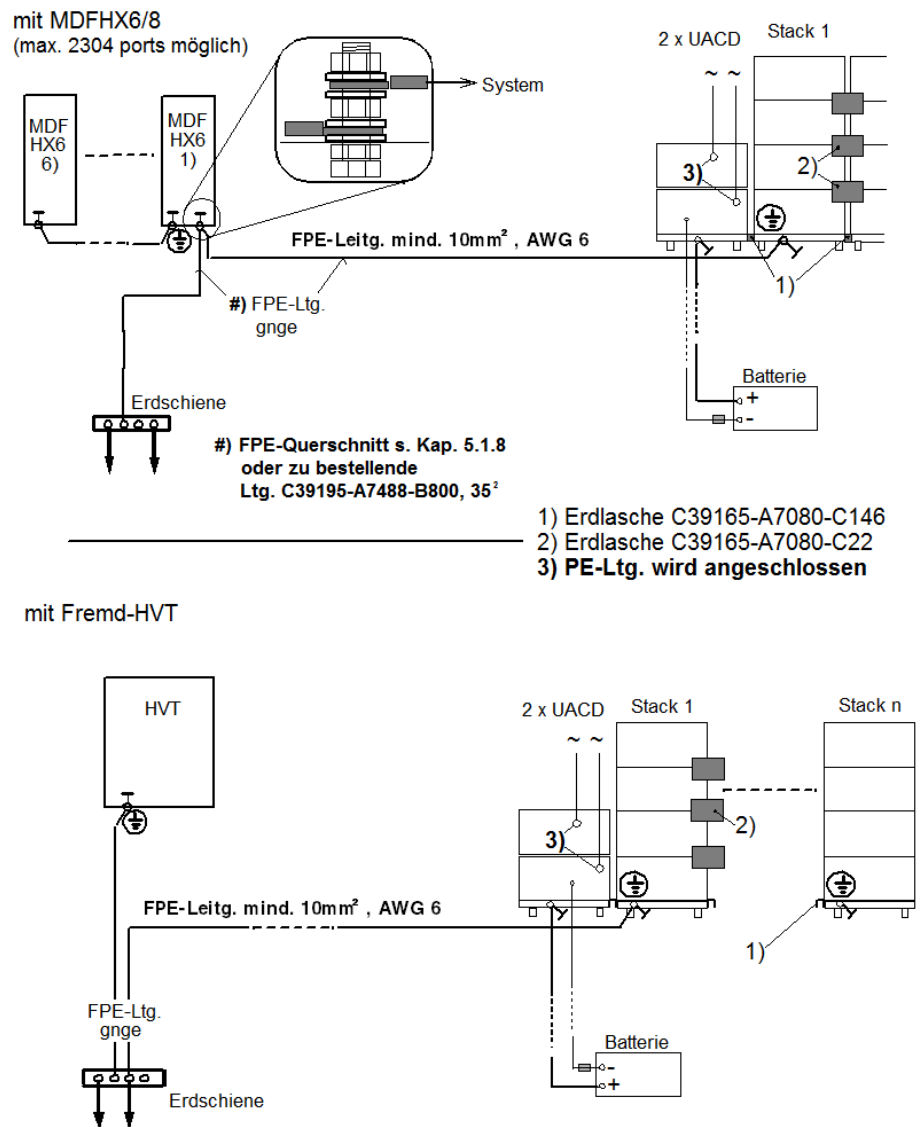 mit MDFHX6/8
(max. 2304 ports möglich)
2 x UACD
Stack 1
~ ~
System
MDF
HX6
6)
MDF
HX6
1)
3)
2)
FPE-Leitg. mind. 10mm² , AWG 6
1)
#) FPE-Ltg.
gnge
Batterie
+
-
Erdschiene
#) FPE-Querschnitt s. Kap. 5.1.8
oder zu bestellende
Ltg. C39195-A7488-B800, 35²
1) Erdlasche C39165-A7080-C146
2) Erdlasche C39165-A7080-C22
3) PE-Ltg. wird angeschlossen
mit Fremd-HVT
HVT
2 x UACD
Stack 1
Stack n
~ ~
3)
2)
FPE-Leitg. mind. 10mm² , AWG 6
1)
FPE-Ltg.
gnge
Batterie
-
+
Erdschiene